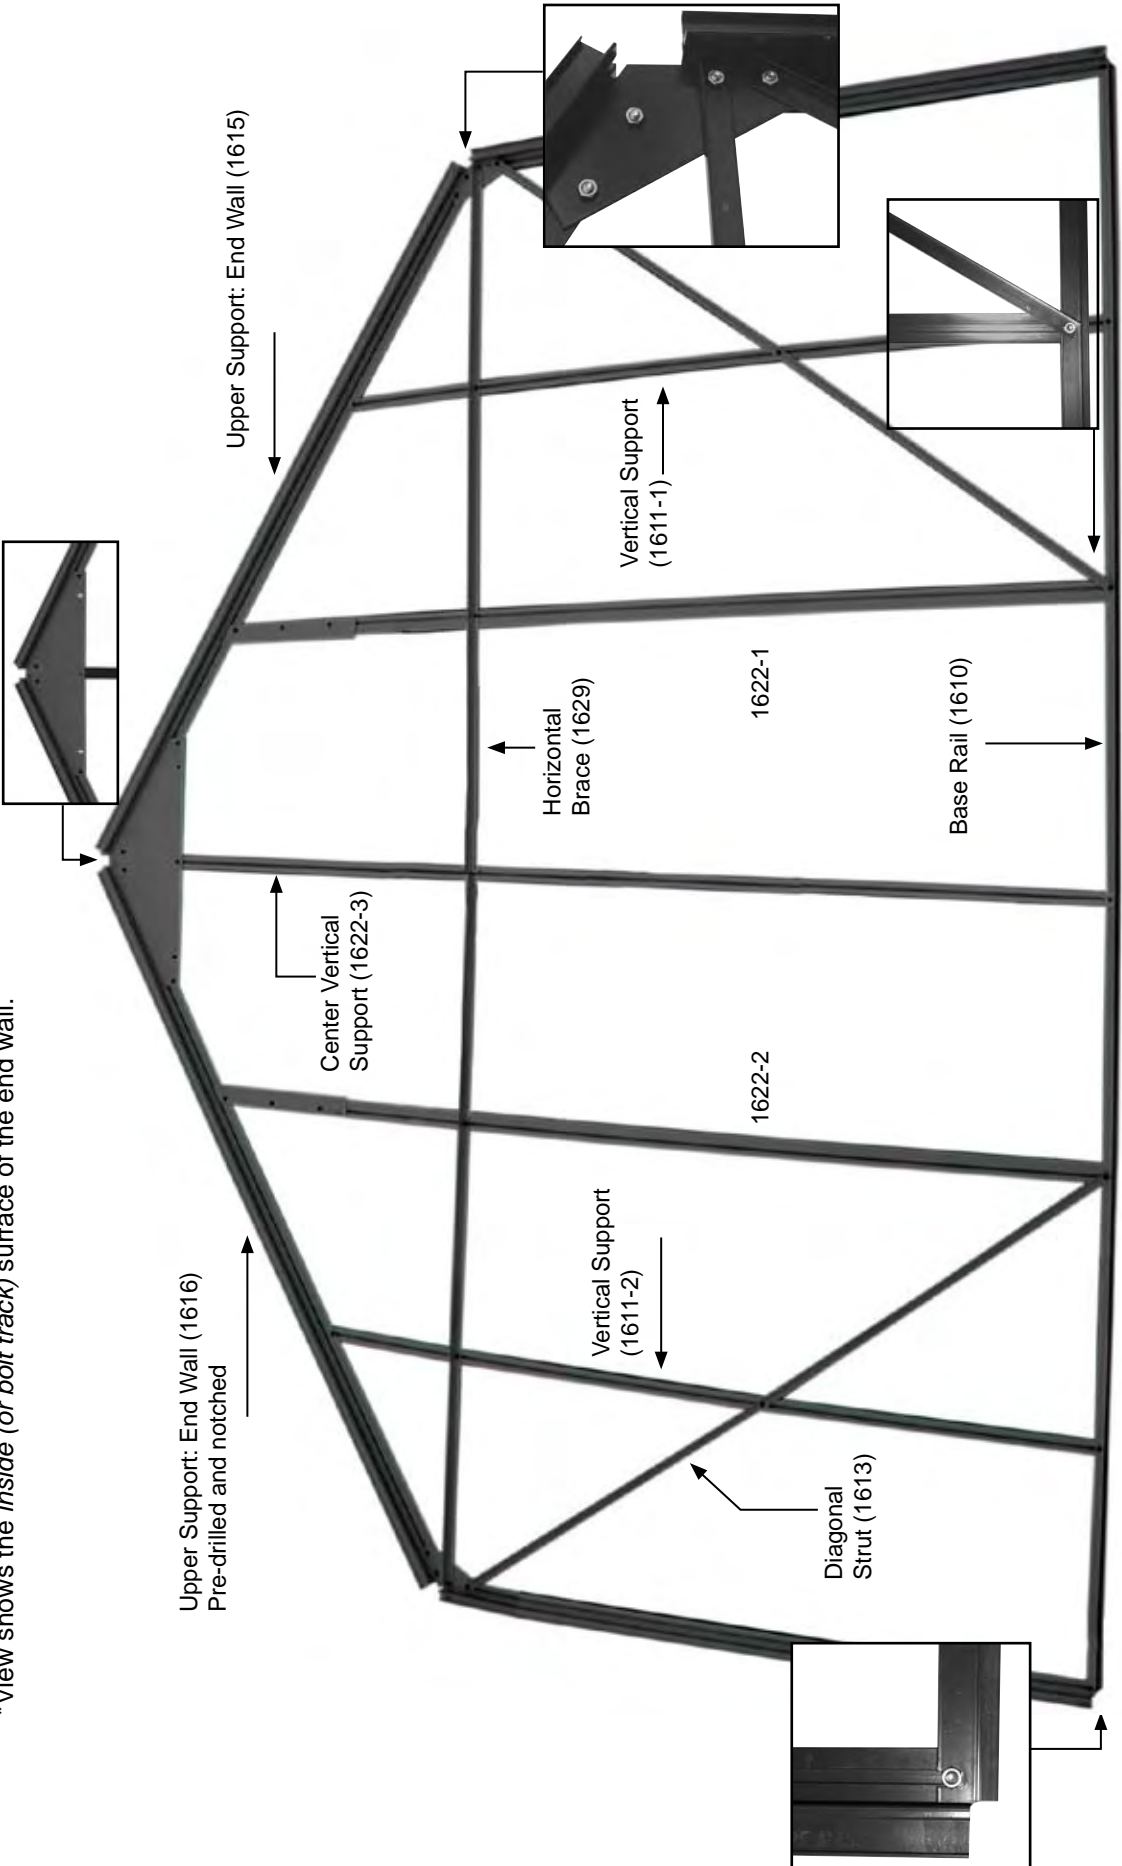 *View shows the inside (or bolt track) surface of the end wall.
Upper Support: End Wall (1616)
Pre-drilled and notched
Upper Support: End Wall (1615)
Center Vertical
Support (1622-3)
Horizontal
Brace (1629)
Vertical Support
(1611-2)
Vertical Support
(1611-1)
1622-2
1622-1
Diagonal
Strut (1613)
Base Rail (1610)